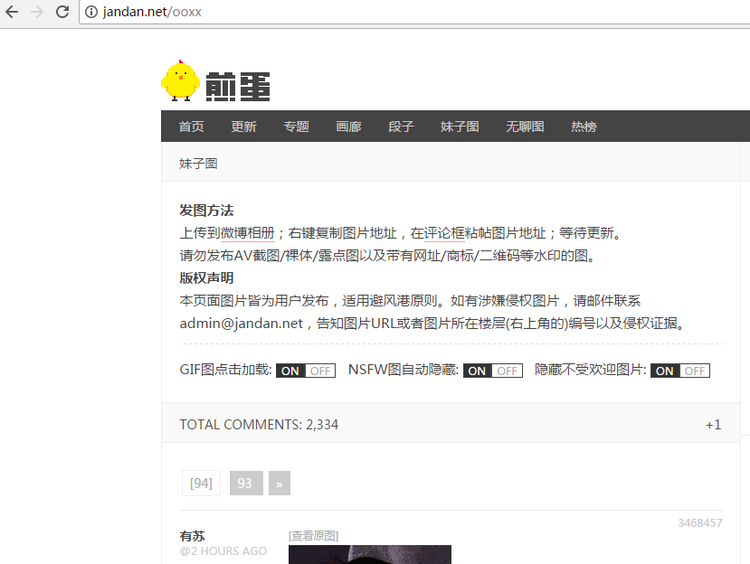 jandan.net/ooxx
煎蛋
首页 更新 专题 画廊 段子 妹子图 无聊图 热榜
妹子图
发图方法
上传到微博相册；右键复制图片地址，在评论框粘帖图片地址；等待更新。
请勿发布AV截图/裸体/露点图以及带有网址/商标/二维码等水印的图。
版权声明
本页面图片皆为用户发布，适用避风港原则。如有涉嫌侵权图片，请邮件联系
admin@jandan.net，告知图片URL或者图片所在楼层(右上角的)编号以及侵权证据。
GIF图点击加载: ON OFF NSFW图自动隐藏: ON OFF 隐藏不受欢迎图片: ON OFF
TOTAL COMMENTS: 2,334 +1
[94] 93 »
3468457
有苏 [查看原图]
@2 HOURS AGO